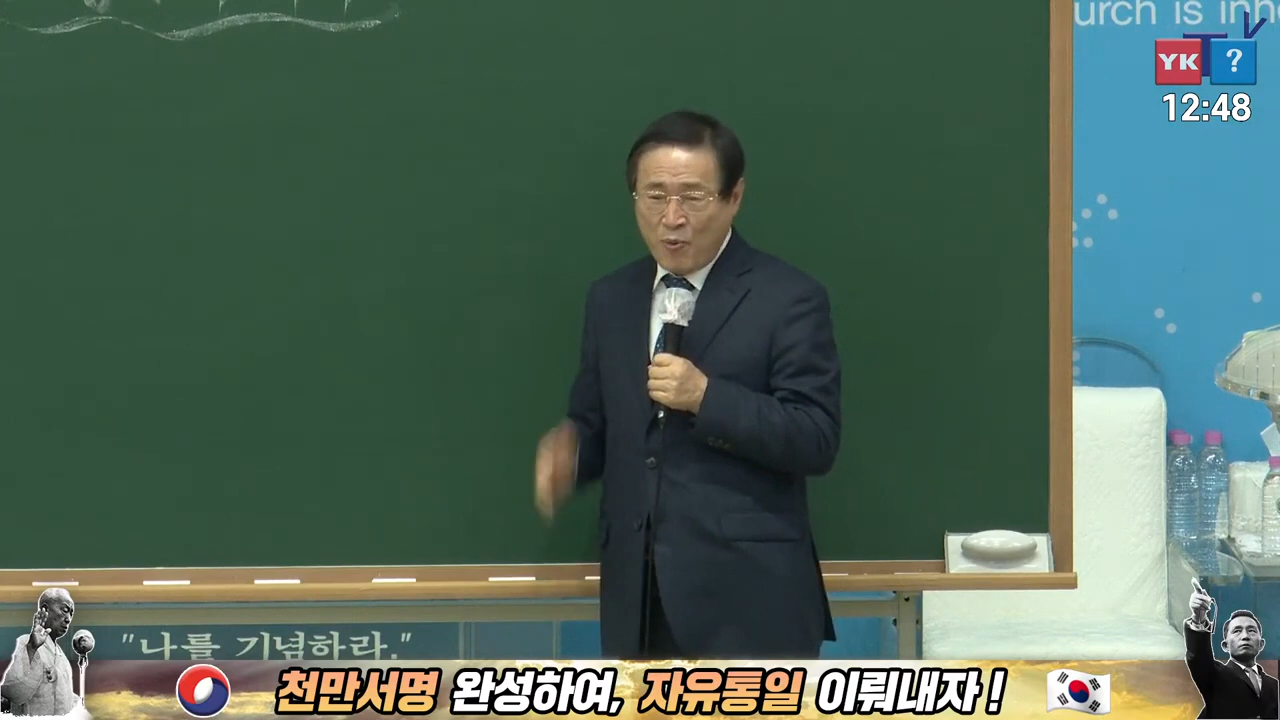 urch is inh
TV
YK ?
12:48
"나를 기념하라."
천만서명 완성하여, 자유통일 이뤄내자 !